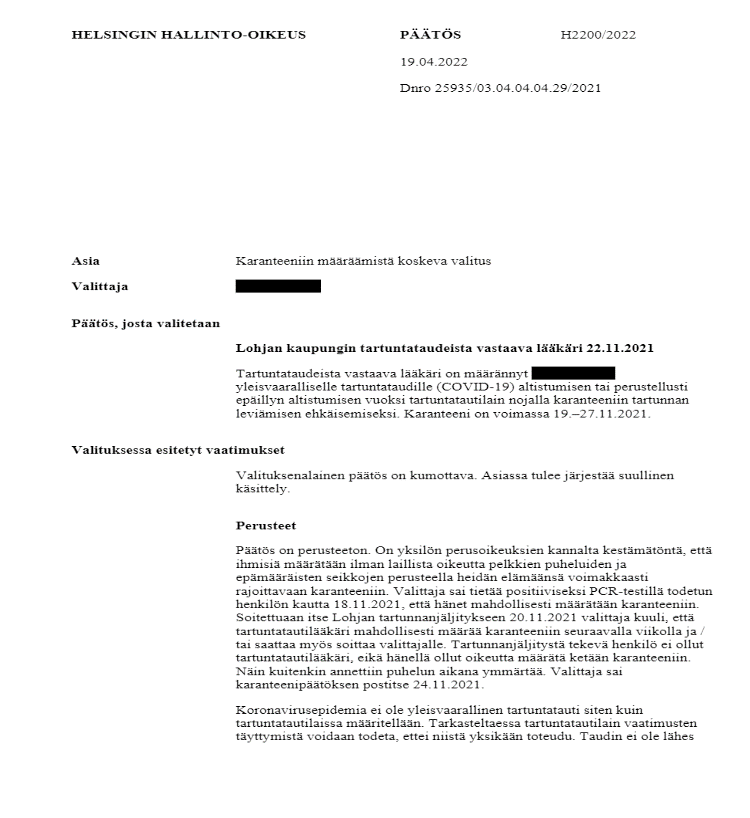 HELSINGIN HALLINTO-OIKEUS PÄÄTÖS H2200/2022
19.04.2022
Dnro 25935/03.04.04.04.29/2021
Asia Karanteeniin määräämistä koskeva valitus
Valittaja
Päätös, josta valitetaan
Lohjan kaupungin tartuntataudeista vastaava lääkäri 22.11.2021
Tartuntataudeista vastaava lääkäri on määrännyt
yleisvaaralliselle tartuntataudille (COVID-19) altistumisen tai perustellusti
epäillyn altistumisen vuoksi tartuntatautilain nojalla karanteeniin tartunnan
leviämisen ehkäisemiseksi. Karanteeni on voimassa 19.–27.11.2021.
Valituksessa esitetyt vaatimukset
Valituksenalainen päätös on kumottava. Asiassa tulee järjestää suullinen
käsittely.
Perusteet
Päätös on perusteeton. On yksilön perusoikeuksien kannalta kestämätöntä, että
ihmisiä määrätään ilman laillista oikeutta pelkkien puheluiden ja
epämääräisten seikkojen perusteella heidän elämäänsä voimakkaasti
rajoittavaan karanteeniin. Valittaja sai tietää positiiviseksi PCR-testillä todetun
henkilön kautta 18.11.2021, että hänet mahdollisesti määrätään karanteeniin.
Soitettuaan itse Lohjan tartunnanjäljitykseen 20.11.2021 valittaja kuuli, että
tartuntatautilääkäri mahdollisesti määrää karanteeniin seuraavalla viikolla ja /
tai saattaa myös soittaa valittajalle. Tartunnanjäljitystä tekevä henkilö ei ollut
tartuntatautilääkäri, eikä hänellä ollut oikeutta määrätä ketään karanteeniin.
Näin kuitenkin annettiin puhelun aikana ymmärtää. Valittaja sai
karanteenipäätöksen postitse 24.11.2021.
Koronavirusepidemia ei ole yleisvaarallinen tartuntatauti siten kuin
tartuntatautilaissa määritellään. Tarkasteltaessa tartuntatautilain vaatimusten
täyttymistä voidaan todeta, ettei niistä yksikään toteudu. Taudin ei ole lähes